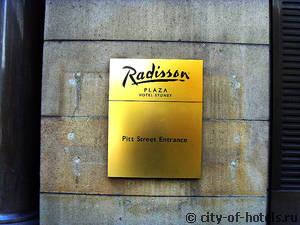 Radisson
PLAZA
HOTEL SYDNEY
Pitt Street Entrance
© city-of-hotels.ru